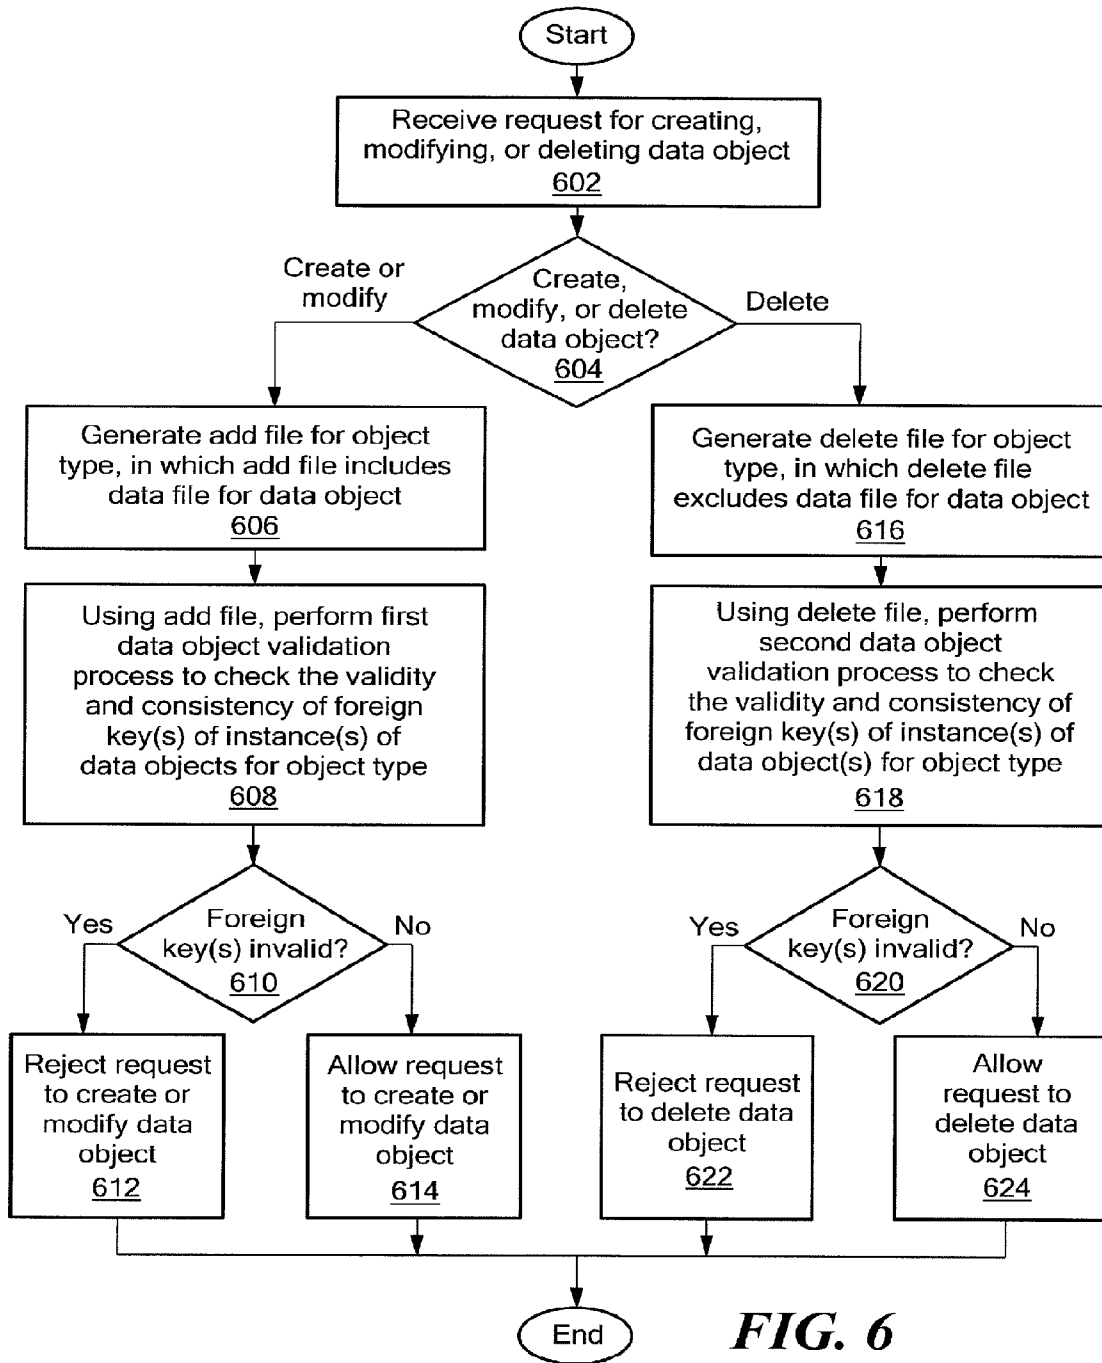 Start
Receive request for creating,
modifying, or deleting data object
602
Create or
modify
Create,
modify, or delete
data object?
604
Delete
Generate add file for object
type, in which add file includes
data file for data object
606
Generate delete file for object
type, in which delete file
excludes data file for data object
616
Using add file, perform first
data object validation
process to check the validity
and consistency of foreign
key(s) of instance(s) of
data objects for object type
608
Using delete file, perform
second data object
validation process to check
the validity and consistency of
foreign key(s) of instance(s) of
data object(s) for object type
618
Yes
Foreign
key(s) invalid?
610
No
Yes
Foreign
key(s) invalid?
620
No
Reject request
to create or
modify data
object
612
Allow request
to create or
modify data
object
614
Reject request
to delete data
object
622
Allow
request to
delete data
object
624
End
FIG. 6